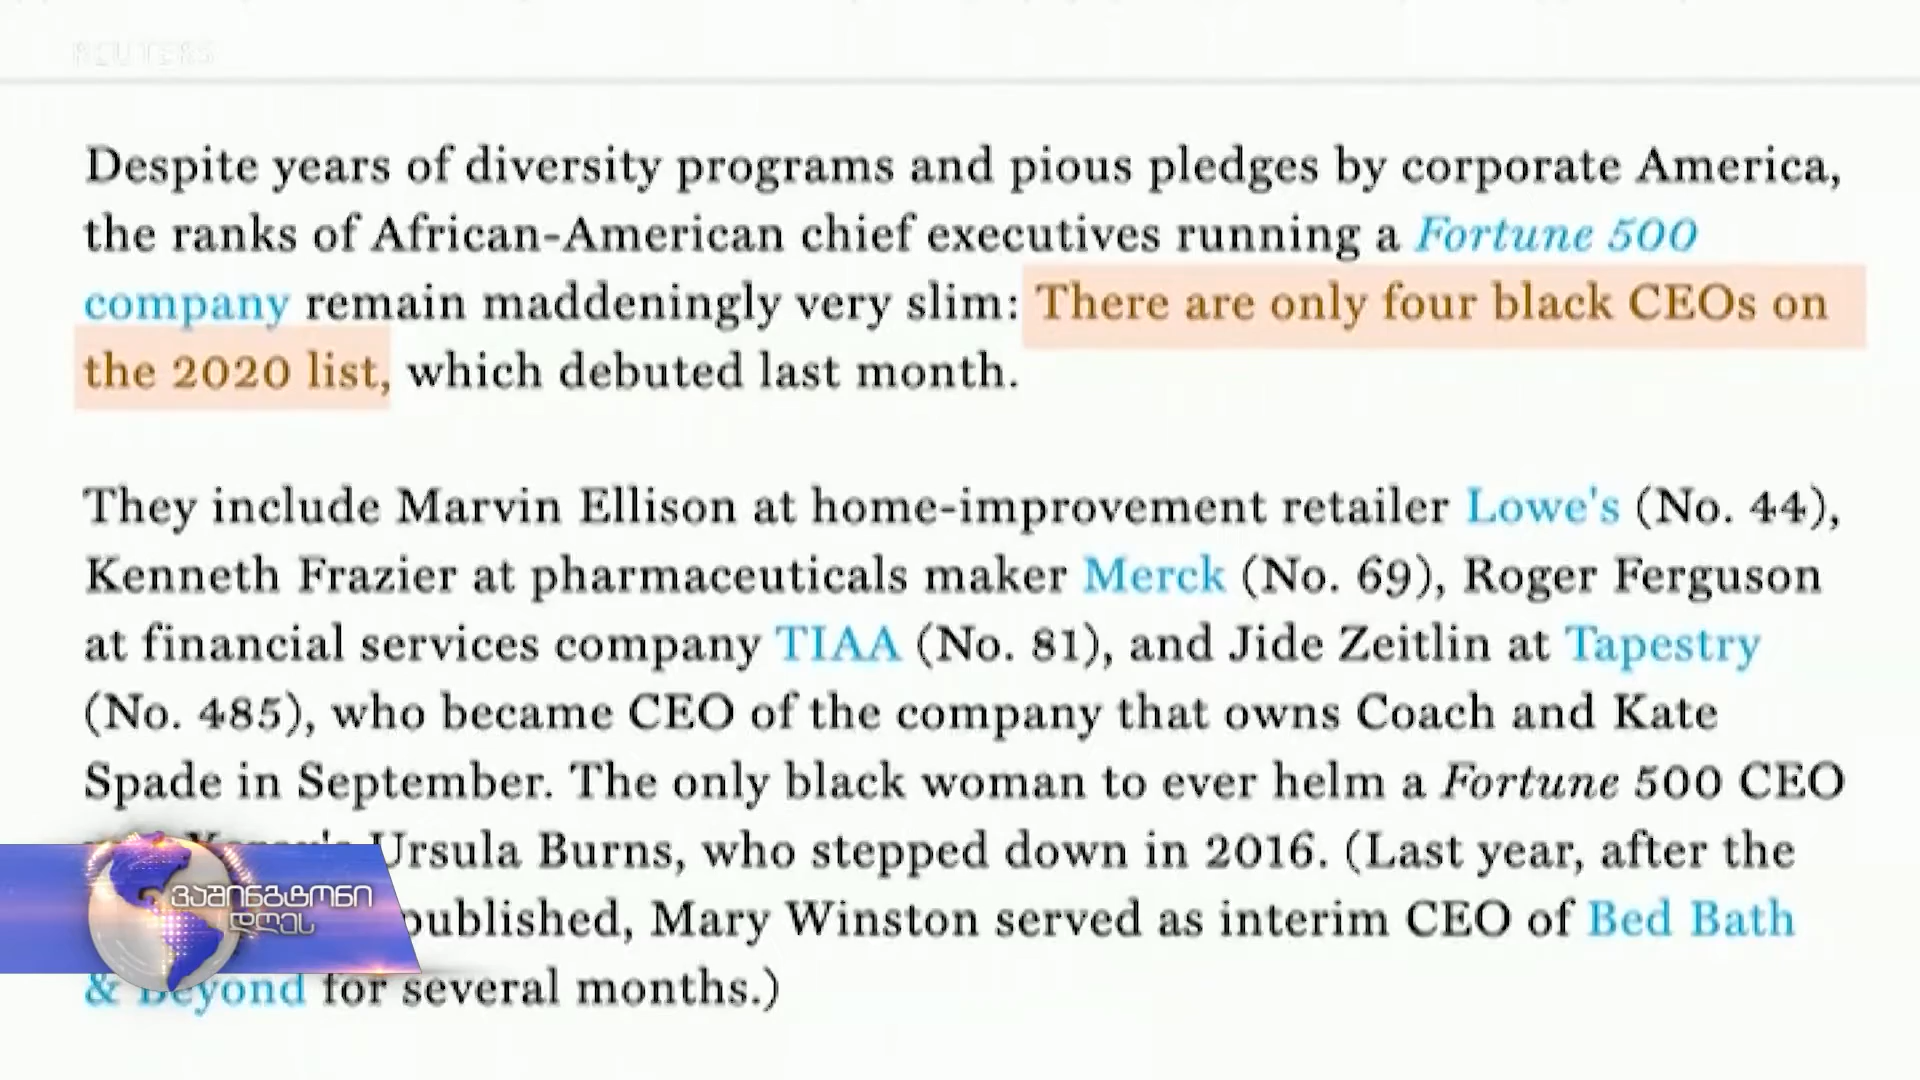 REUTERS
Despite years of diversity programs and pious pledges by corporate America,
the ranks of African-American chief executives running a Fortune 500
company remain maddeningly very slim: There are only four black CEOs on
the 2020 list, which debuted last month.
They include Marvin Ellison at home-improvement retailer Lowe's (No. 44),
Kenneth Frazier at pharmaceuticals maker Merck (No. 69), Roger Ferguson
at financial services company TIAA (No. 81), and Jide Zeitlin at Tapestry
(No. 485), who became CEO of the company that owns Coach and Kate
Spade in September. The only black woman to ever helm a Fortune 500 CEO
Ursula Burns, who stepped down in 2016. (Last year, after the
published, Mary Winston served as interim CEO of Bed Bath
& Beyond for several months.)
ვაშინგტონი
დღეს